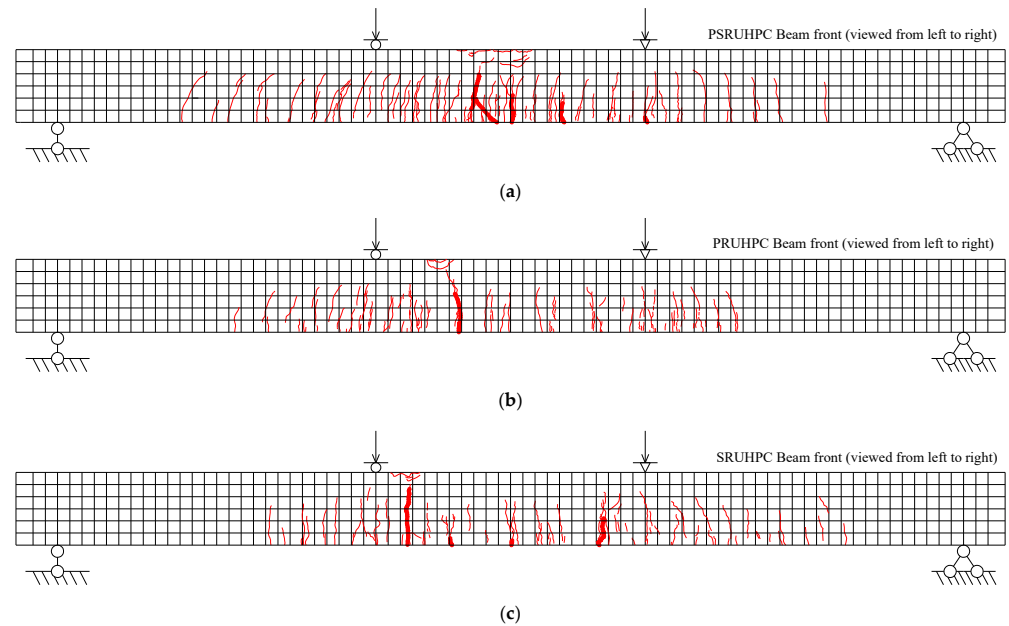 PSRUHPC Beam front (viewed from left to right)
(a)
PRUHPC Beam front (viewed from left to right)
(b)
SRUHPC Beam front (viewed from left to right)
(c)